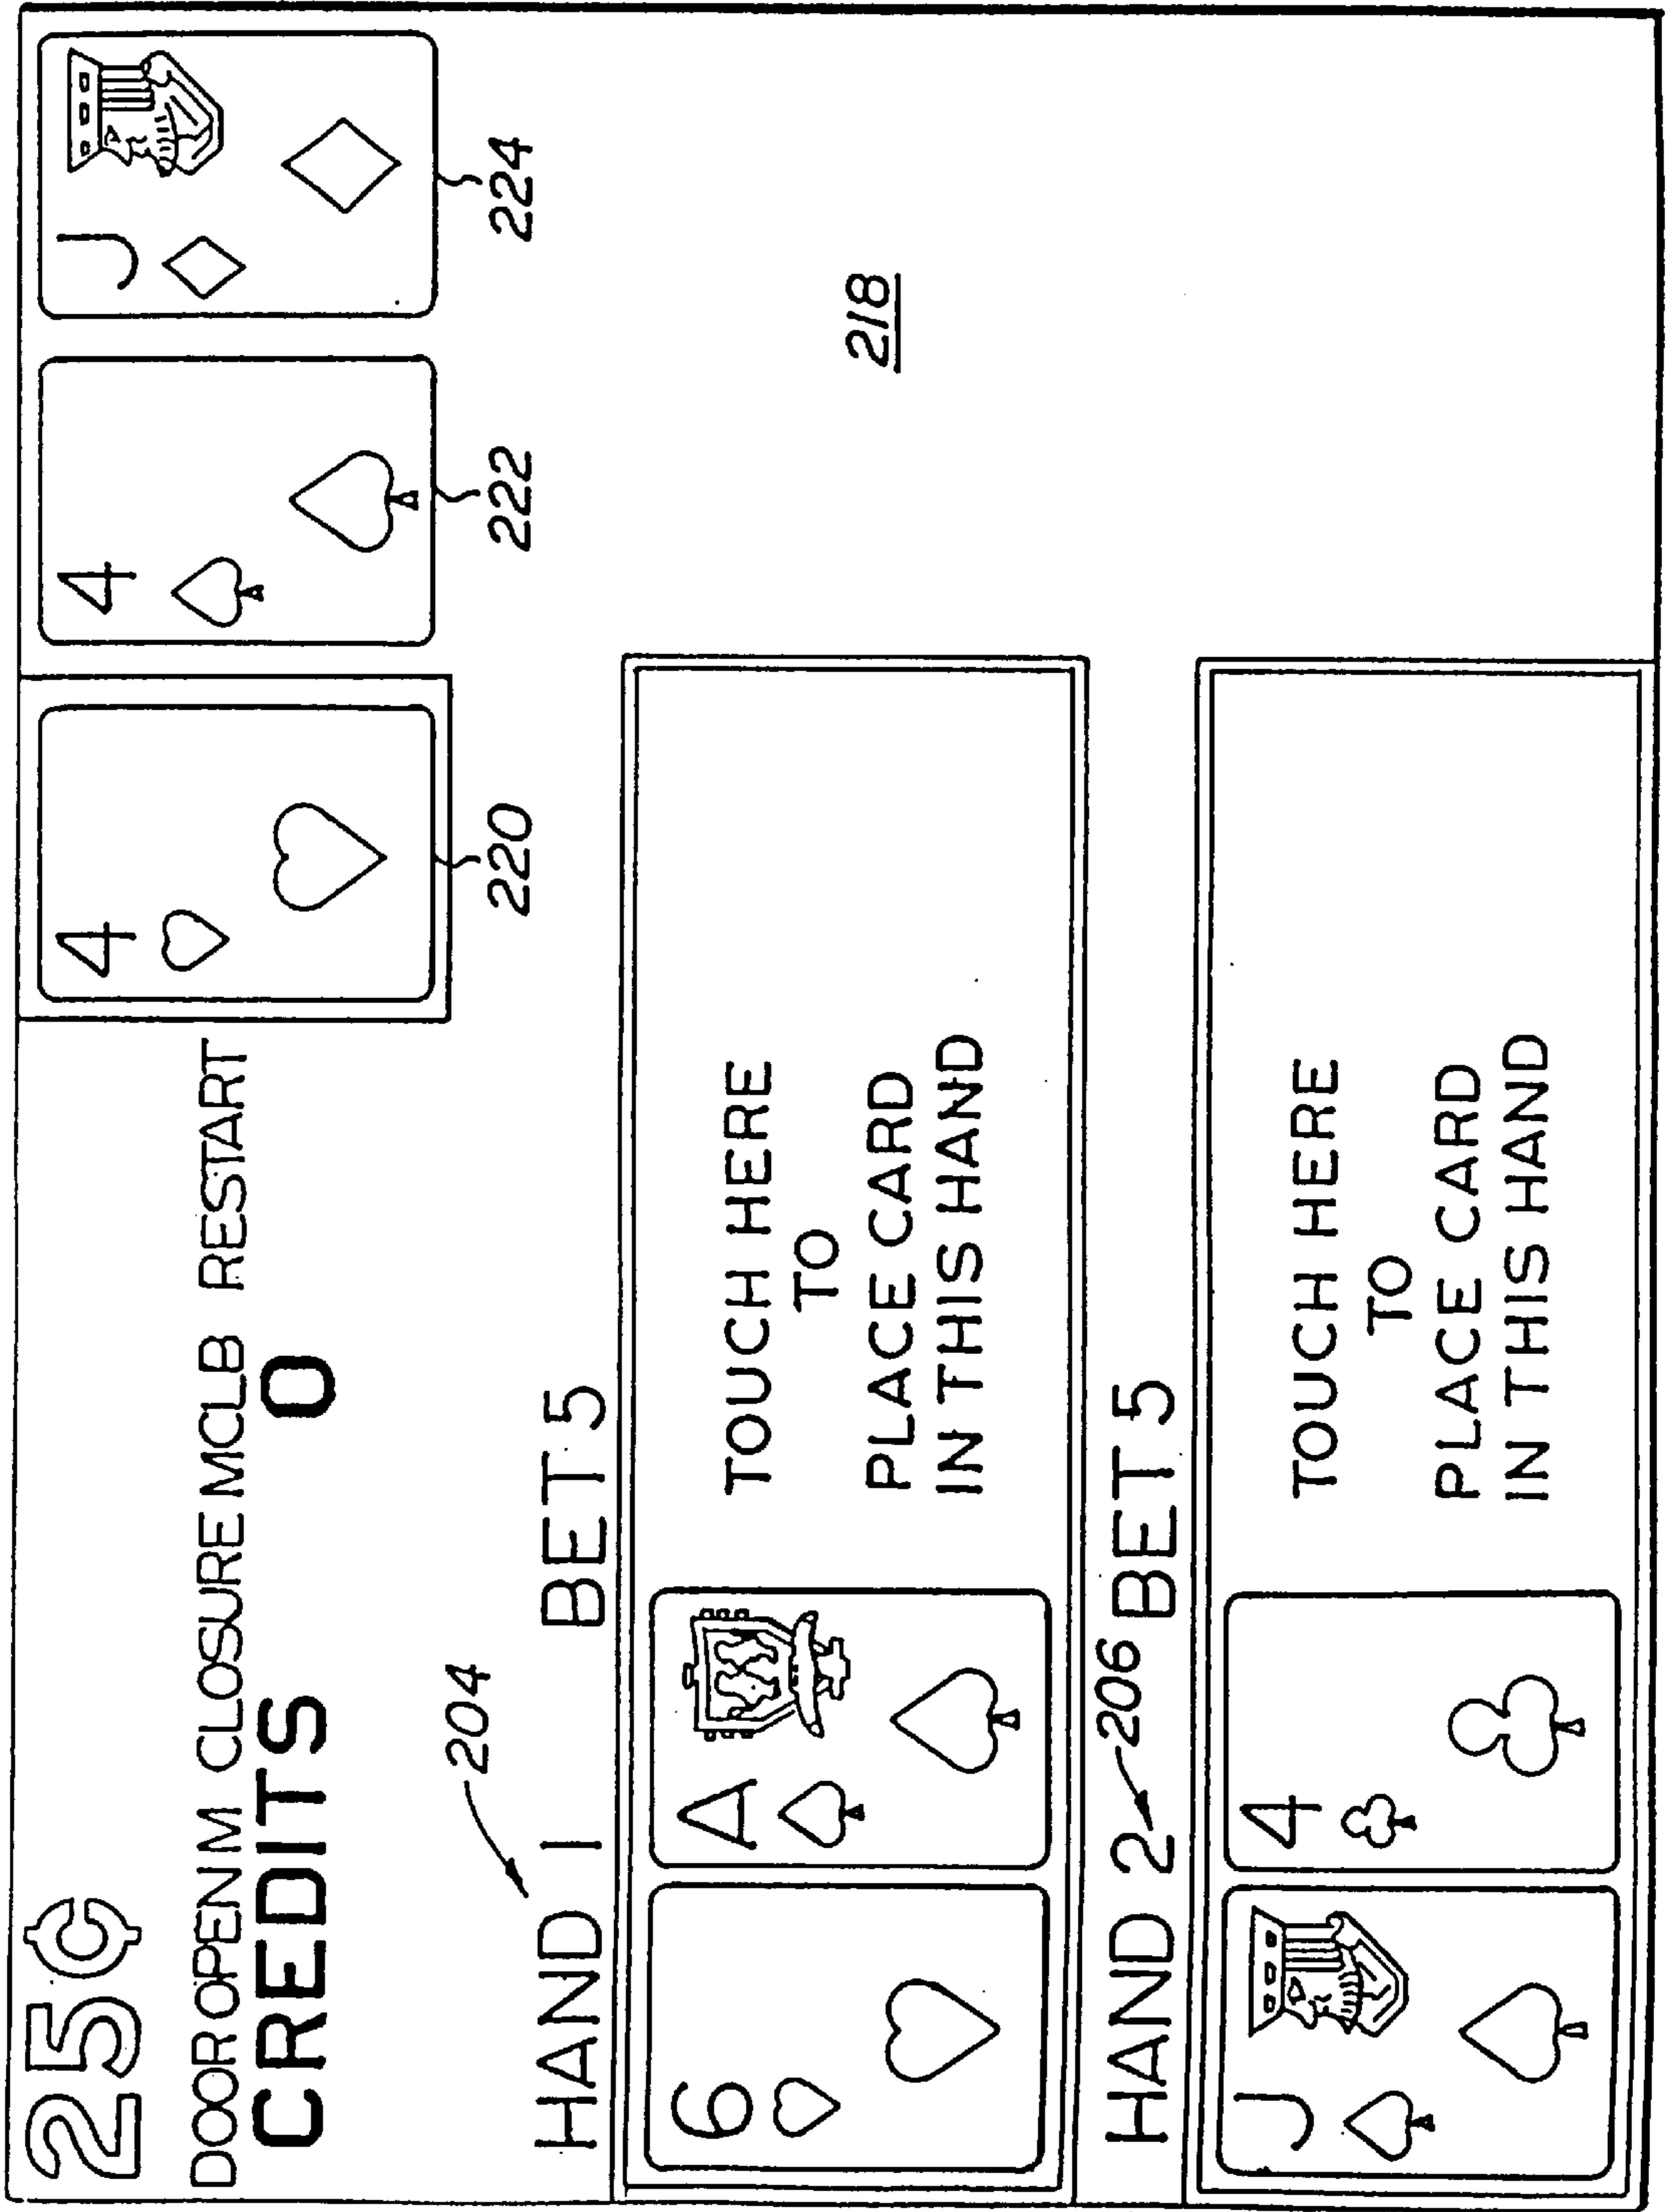 25¢
4
4
J
DOOR OPEN M CLOSURE MCLB RESTART
CREDITS 0
220
222
224
204
HAND 1 BET 5
6
A
TOUCH HERE
TO
PLACE CARD
IN THIS HAND
218
HAND 2 206 BET 5
J
4
TOUCH HERE
TO
PLACE CARD
IN THIS HAND